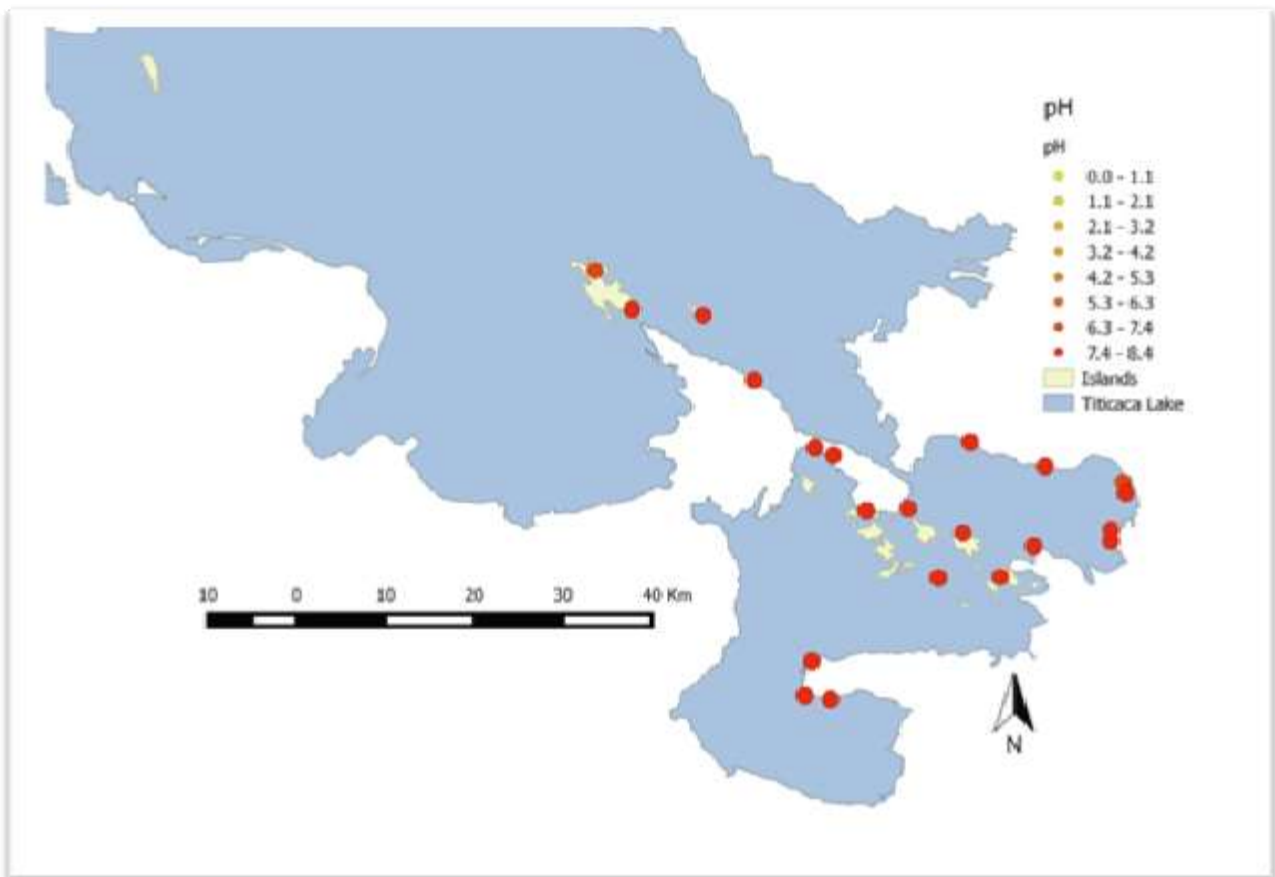 pH
pH
0.0 - 1.1
1.1 - 2.1
2.1 - 3.2
3.2 - 4.2
4.2 - 5.3
5.3 - 6.3
6.3 - 7.4
7.4 - 8.4
Islands
Titicaca Lake
10 0 10 20 30 40 Km
N